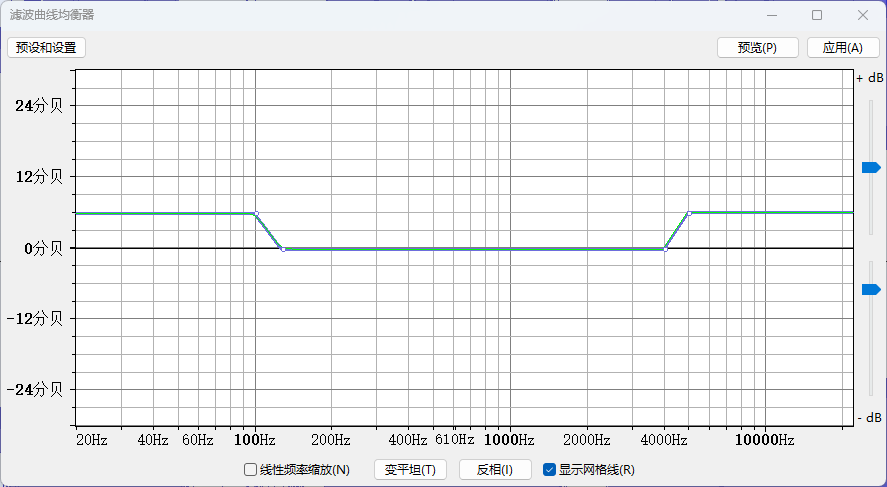 滤波曲线均衡器
预设和设置 预览(P) 应用(A)
+ dB
24分贝
12分贝
0分贝
-12分贝
-24分贝
- dB
20Hz 40Hz 60Hz 100Hz 200Hz 400Hz 610Hz 1000Hz 2000Hz 4000Hz 10000Hz
线性频率缩放(N) 变平坦(T) 反相(I) 显示网格线(R)